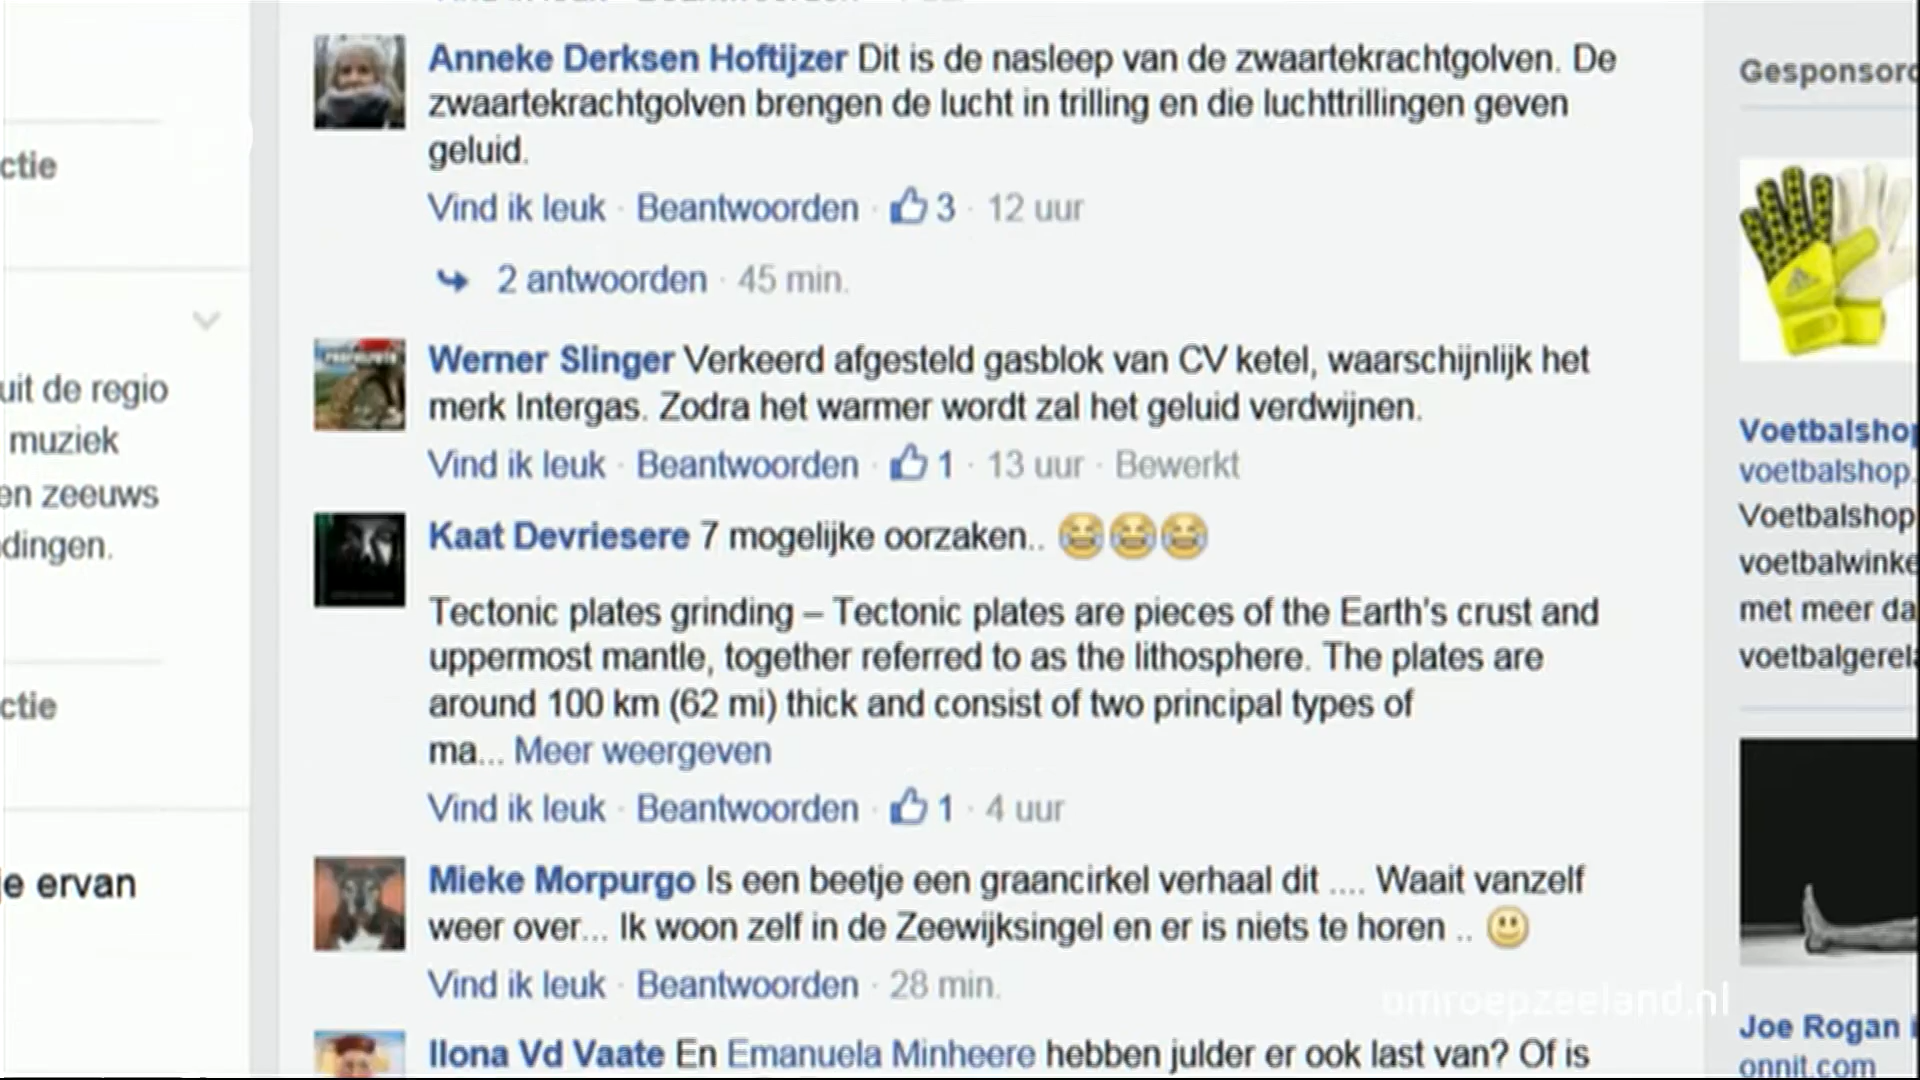 ctie
uit de regio
muziek
en zeeuws
dingen.
ctie
je ervan
Anneke Derksen Hoftijzer Dit is de nasleep van de zwaartekrachtgolven. De
zwaartekrachtgolven brengen de lucht in trilling en die luchttrillingen geven
geluid.
Vind ik leuk · Beantwoorden · 3 · 12 uur
2 antwoorden · 45 min.
Werner Slinger Verkeerd afgesteld gasblok van CV ketel, waarschijnlijk het
merk Intergas. Zodra het warmer wordt zal het geluid verdwijnen.
Vind ik leuk · Beantwoorden · 1 · 13 uur · Bewerkt
Kaat Devriesere 7 mogelijke oorzaken.. 😂😂😂
Tectonic plates grinding – Tectonic plates are pieces of the Earth's crust and
uppermost mantle, together referred to as the lithosphere. The plates are
around 100 km (62 mi) thick and consist of two principal types of
ma... Meer weergeven
Vind ik leuk · Beantwoorden · 1 · 4 uur
Mieke Morpurgo Is een beetje een graancirkel verhaal dit .... Waait vanzelf
weer over... Ik woon zelf in de Zeewijksingel en er is niets te horen .. 🙂
Vind ik leuk · Beantwoorden · 28 min.
Ilona Vd Vaate En Emanuela Minheere hebben julder er ook last van? Of is
Gesponsord
Voetbalshop
voetbalshop.
Voetbalshop
voetbalwinke
met meer da
voetbalgerela
Joe Rogan
onnit.com
omroepzeeland.nl